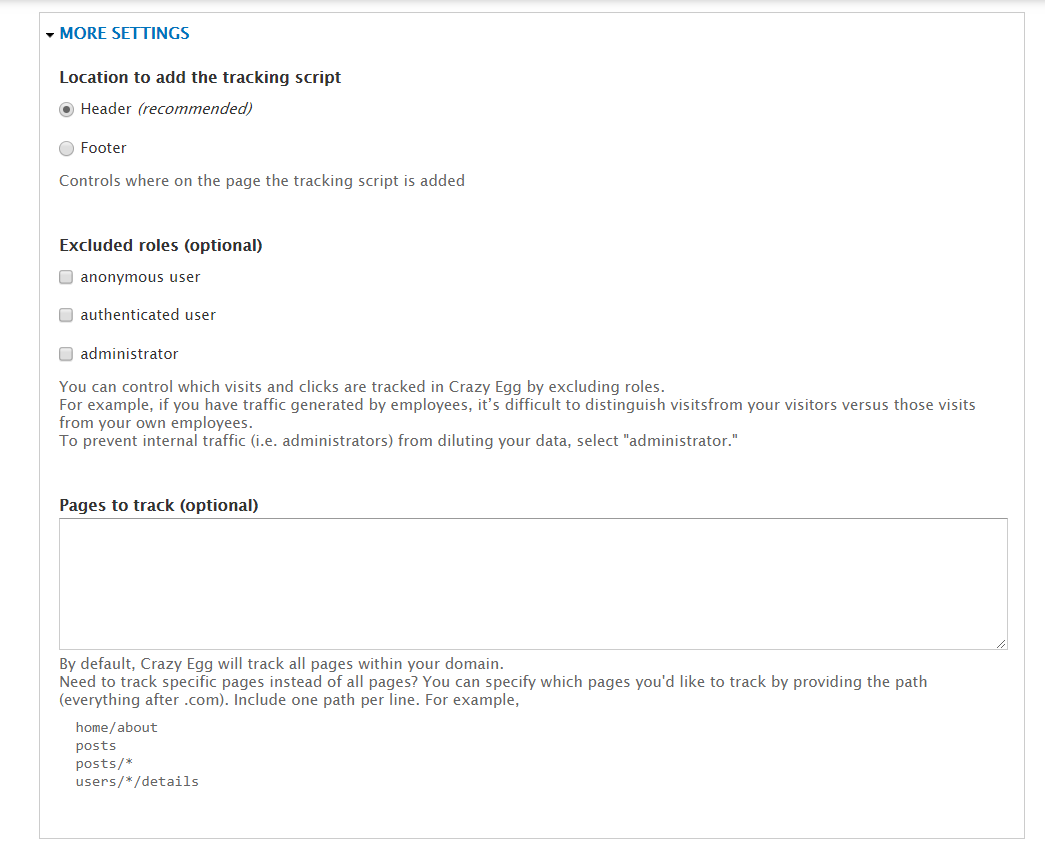 MORE SETTINGS
Location to add the tracking script
Header (recommended)
Footer
Controls where on the page the tracking script is added
Excluded roles (optional)
anonymous user
authenticated user
administrator
You can control which visits and clicks are tracked in Crazy Egg by excluding roles.
For example, if you have traffic generated by employees, it's difficult to distinguish visitsfrom your visitors versus those visits
from your own employees.
To prevent internal traffic (i.e. administrators) from diluting your data, select "administrator."
Pages to track (optional)
By default, Crazy Egg will track all pages within your domain.
Need to track specific pages instead of all pages? You can specify which pages you'd like to track by providing the path
(everything after .com). Include one path per line. For example,
home/about
posts
posts/*
users/*/details